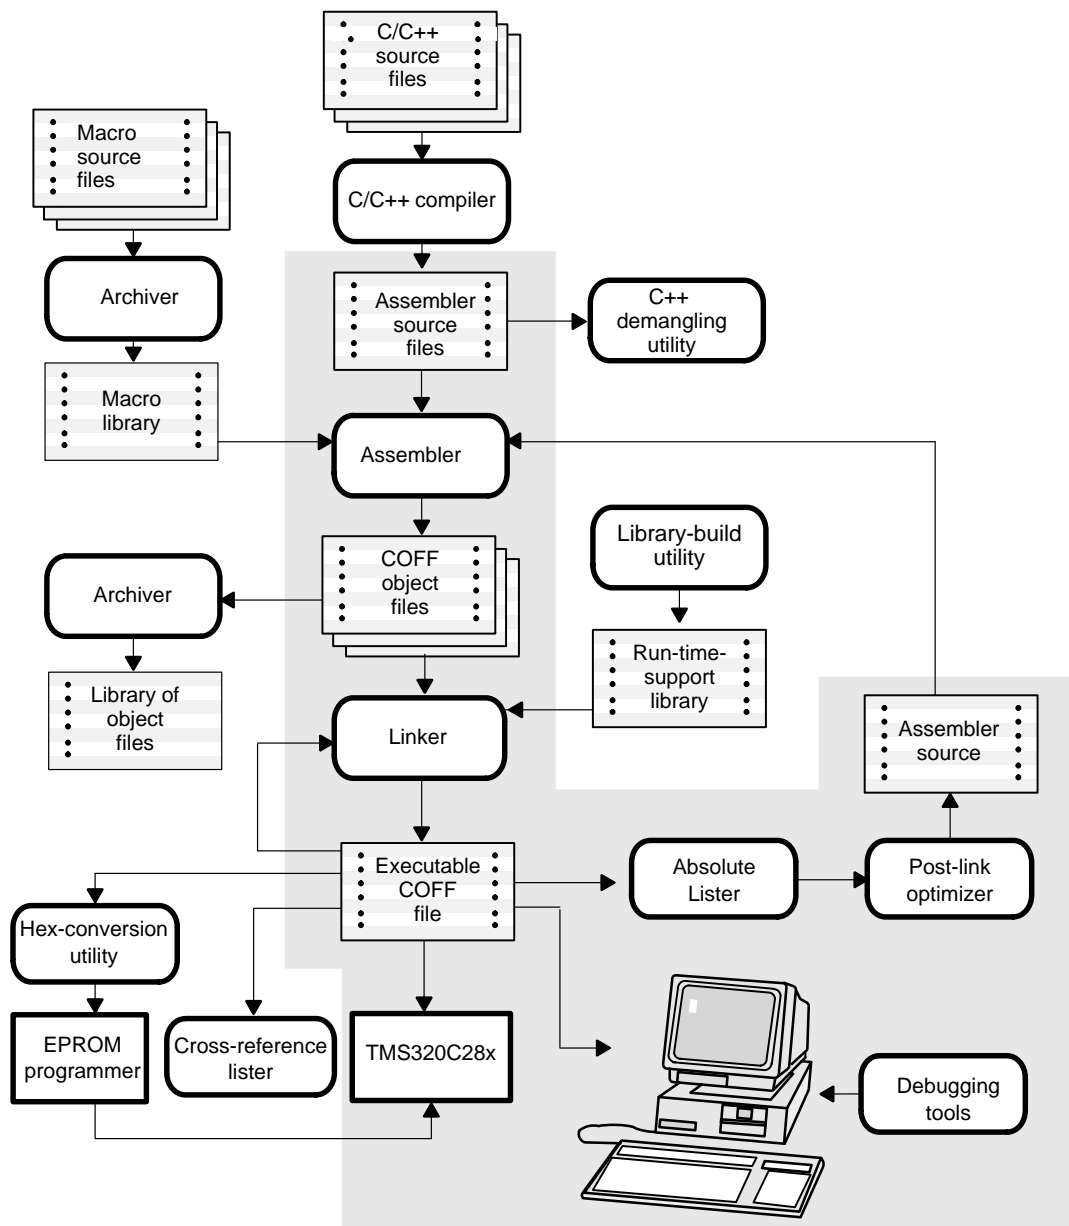 C/C++
source
files
Macro
source
files
C/C++ compiler
Archiver
Assembler
source
files
C++
demangling
utility
Macro
library
Assembler
Library-build
utility
COFF
object
files
Archiver
Run-time-
support
library
Library of
object
files
Linker
Assembler
source
Executable
COFF
file
Absolute
Lister
Post-link
optimizer
Hex-conversion
utility
EPROM
programmer
Cross-reference
lister
TMS320C28x
Debugging
tools